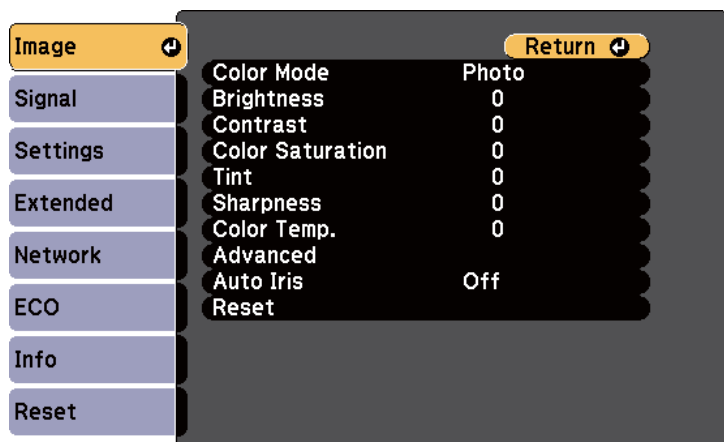 Image
Signal
Settings
Extended
Network
ECO
Info
Reset
Return
Color Mode Photo
Brightness 0
Contrast 0
Color Saturation 0
Tint 0
Sharpness 0
Color Temp. 0
Advanced
Auto Iris Off
Reset